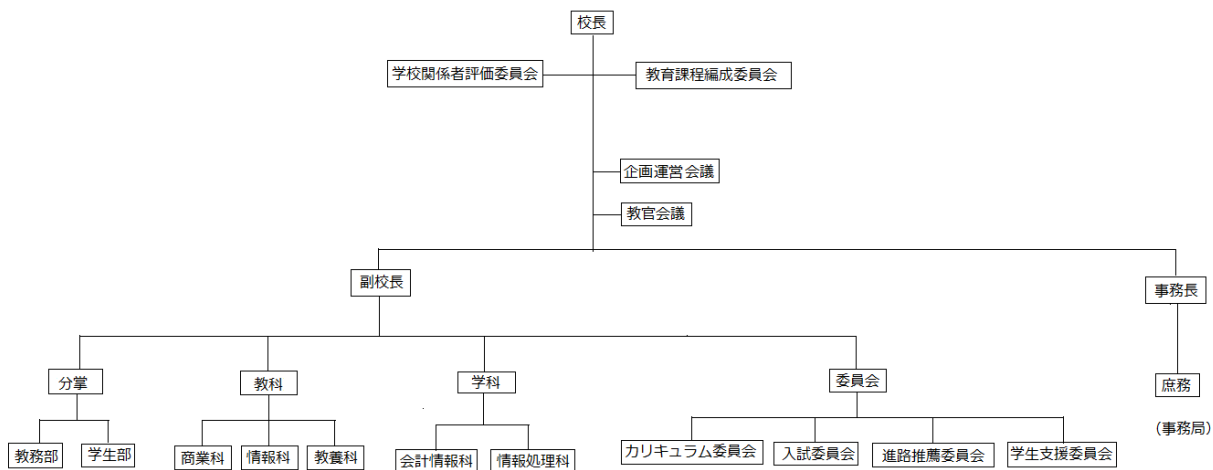 校長
学校関係者評価委員会
教育課程編成委員会
企画運営会議
教官会議
副校長
事務長
分掌
教科
学科
委員会
庶務
(事務局)
教務部
学生部
商業科
情報科
教養科
会計情報科
情報処理科
カリキュラム委員会
入試委員会
進路推薦委員会
学生支援委員会